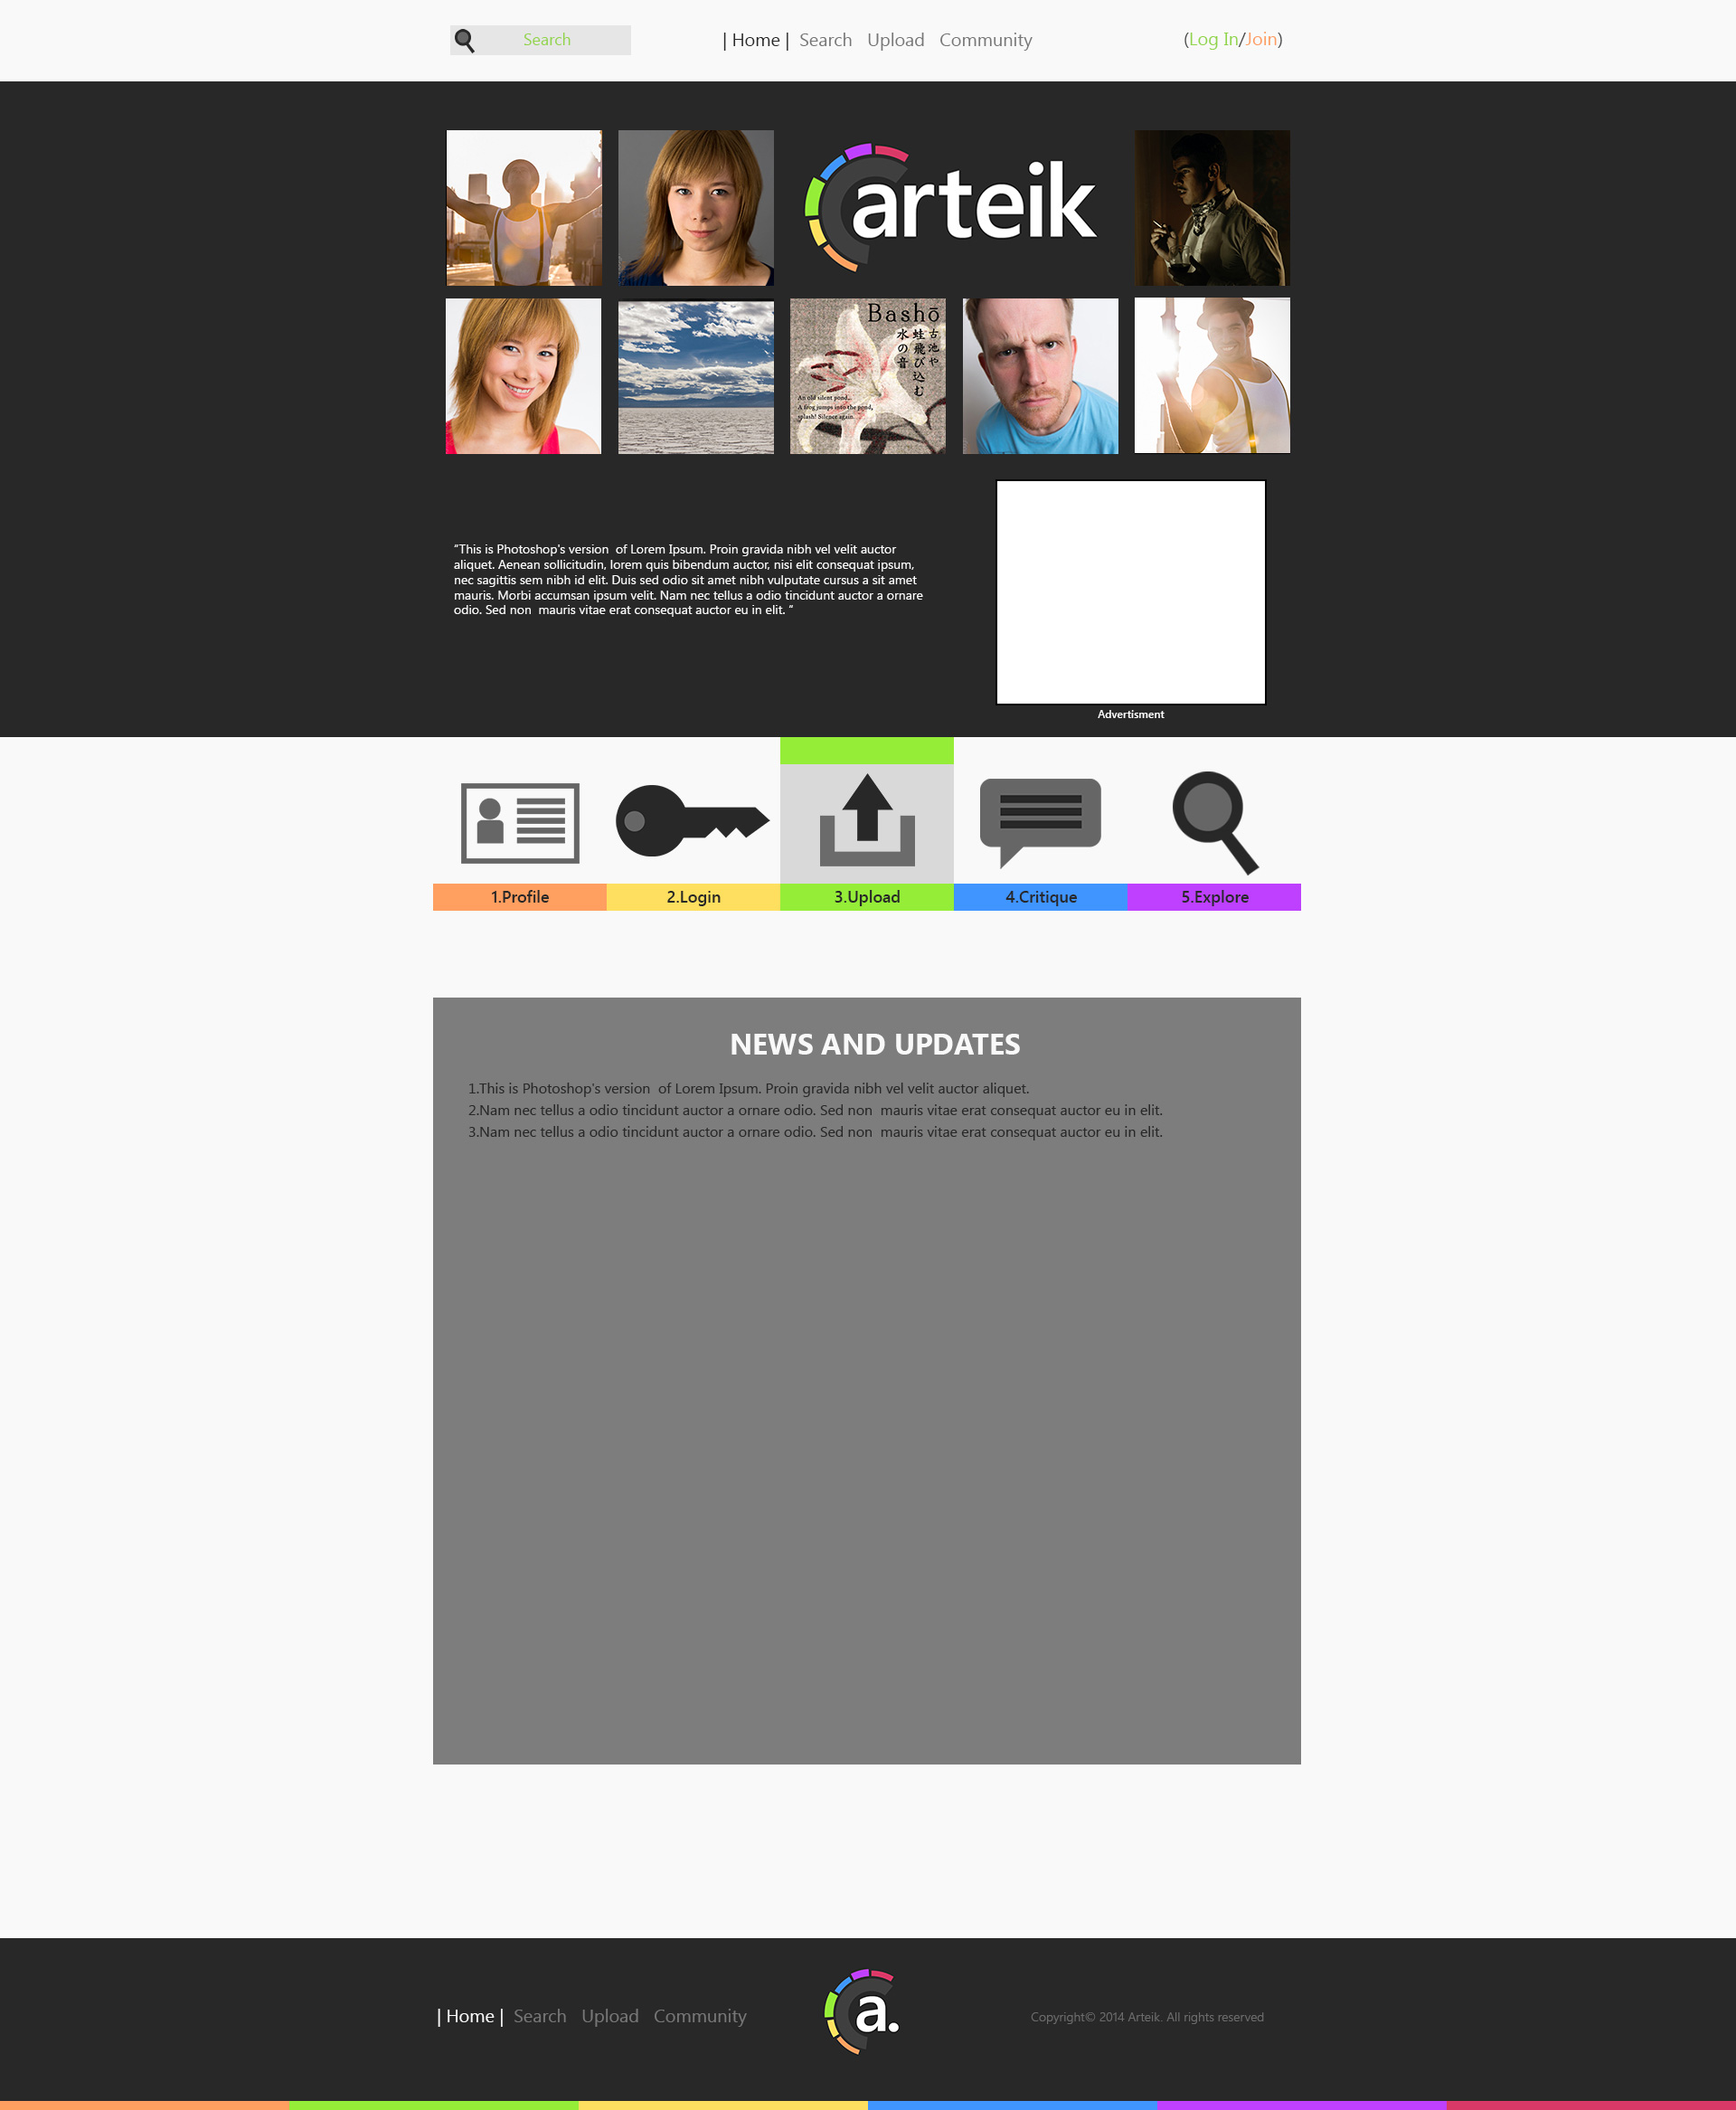 Search
| Home | Search Upload Community
(Log In/Join)
arteik
Bashō
古池や
蛙飛び込む
水の音
An old silent pond...
A frog jumps into the pond,
splash! Silence again.
“This is Photoshop's version  of Lorem Ipsum. Proin gravida nibh vel velit auctor
aliquet. Aenean sollicitudin, lorem quis bibendum auctor, nisi elit consequat ipsum,
nec sagittis sem nibh id elit. Duis sed odio sit amet nibh vulputate cursus a sit amet
mauris. Morbi accumsan ipsum velit. Nam nec tellus a odio tincidunt auctor a ornare
odio. Sed non  mauris vitae erat consequat auctor eu in elit. “
Advertisment
1.Profile
2.Login
3.Upload
4.Critique
5.Explore
NEWS AND UPDATES
1.This is Photoshop's version  of Lorem Ipsum. Proin gravida nibh vel velit auctor aliquet.
2.Nam nec tellus a odio tincidunt auctor a ornare odio. Sed non  mauris vitae erat consequat auctor eu in elit.
3.Nam nec tellus a odio tincidunt auctor a ornare odio. Sed non  mauris vitae erat consequat auctor eu in elit.
| Home | Search Upload Community
a.
Copyright© 2014 Arteik. All rights reserved